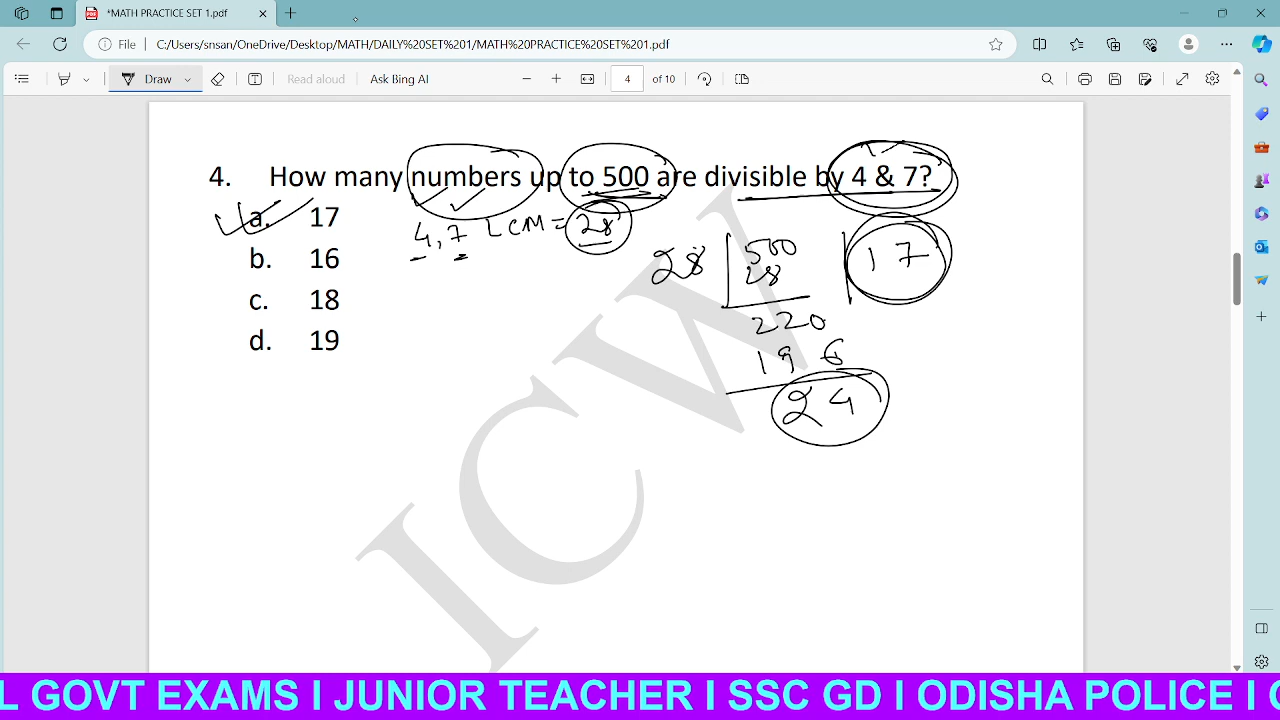 *MATH PRACTICE SET 1.pdf
File C:/Users/snsan/OneDrive/Desktop/MATH/DAILY%20SET%201/MATH%20PRACTICE%20SET%201.pdf
Draw Read aloud Ask Bing AI 4 of 10
4. How many numbers up to 500 are divisible by 4 & 7?
a. 17
b. 16
c. 18
d. 19
4, 7 LCM = 28
28 500 17
28
220
196
24
ICW
L GOVT EXAMS I JUNIOR TEACHER I SSC GD I ODISHA POLICE I